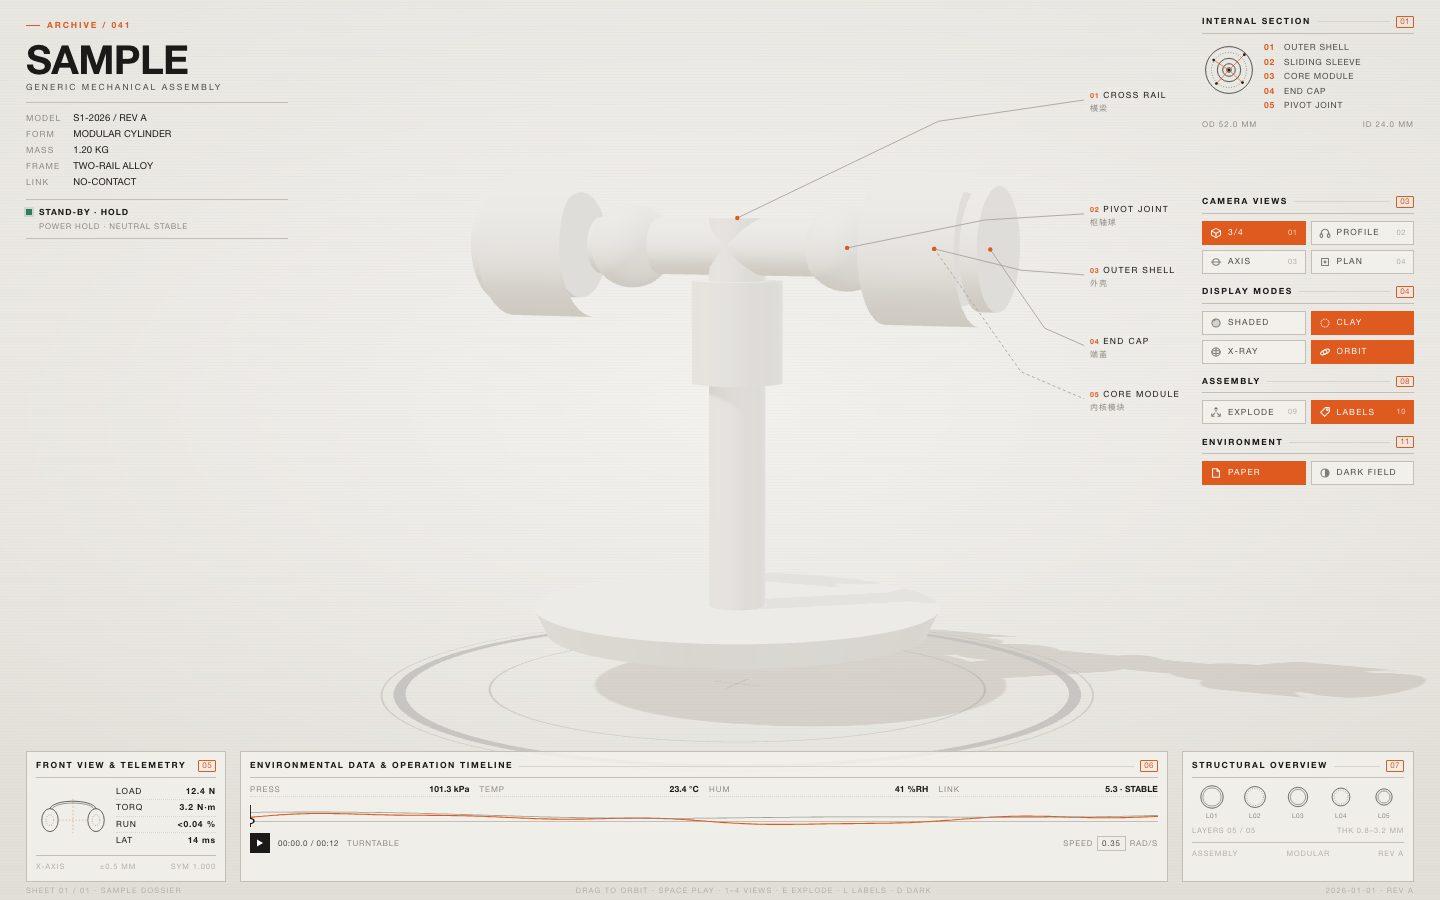 ARCHIVE / 041
SAMPLE
GENERIC MECHANICAL ASSEMBLY
MODEL S1-2026 / REV A
FORM MODULAR CYLINDER
MASS 1.20 KG
FRAME TWO-RAIL ALLOY
LINK NO-CONTACT
STAND-BY · HOLD
POWER HOLD · NEUTRAL STABLE
01 CROSS RAIL
横梁
02 PIVOT JOINT
枢轴球
03 OUTER SHELL
外壳
04 END CAP
端盖
05 CORE MODULE
内核模块
INTERNAL SECTION 01
01 OUTER SHELL
02 SLIDING SLEEVE
03 CORE MODULE
04 END CAP
05 PIVOT JOINT
OD 52.0 MM ID 24.0 MM
CAMERA VIEWS 03
3/4 01 PROFILE 02
AXIS 03 PLAN 04
DISPLAY MODES 04
SHADED CLAY
X-RAY ORBIT
ASSEMBLY 08
EXPLODE 09 LABELS 10
ENVIRONMENT 11
PAPER DARK FIELD
FRONT VIEW & TELEMETRY 05
LOAD 12.4 N
TORQ 3.2 N·m
RUN <0.04 %
LAT 14 ms
X-AXIS ±0.5 MM SYM 1.000
ENVIRONMENTAL DATA & OPERATION TIMELINE 06
PRESS 101.3 kPa TEMP 23.4 °C HUM 41 %RH LINK 5.3 · STABLE
00:00.0 / 00:12 TURNTABLE SPEED 0.35 RAD/S
STRUCTURAL OVERVIEW 07
L01 L02 L03 L04 L05
LAYERS 05 / 05 THK 0.8–3.2 MM
ASSEMBLY MODULAR REV A
SHEET 01 / 01 · SAMPLE DOSSIER DRAG TO ORBIT · SPACE PLAY · 1–4 VIEWS · E EXPLODE · L LABELS · D DARK 2026-01-01 · REV A